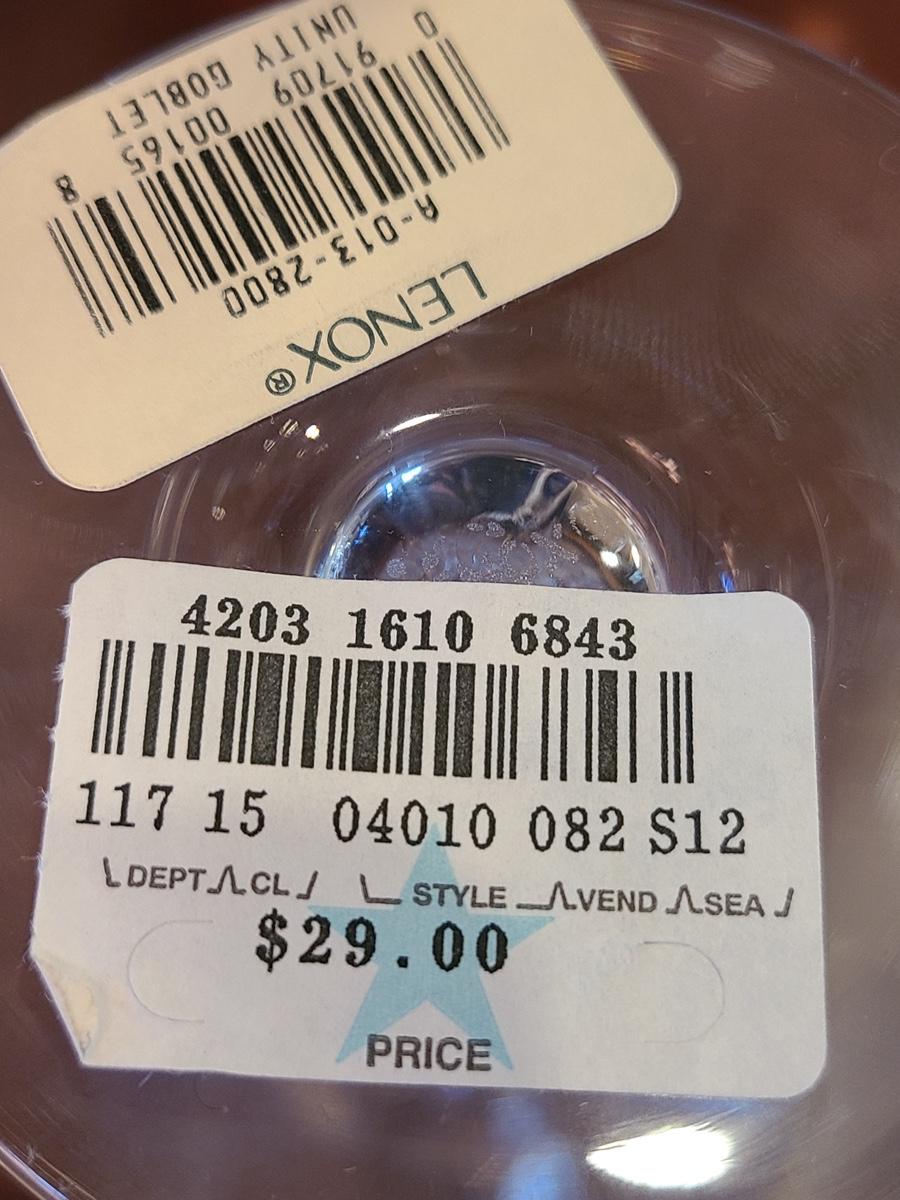 LENOX®
A-013-2800
0 91709 00165 8
UNITY GOBLET
4203 1610 6843
117 15 04010 082 S12
DEPT CL STYLE VEND SEA
$29.00
PRICE